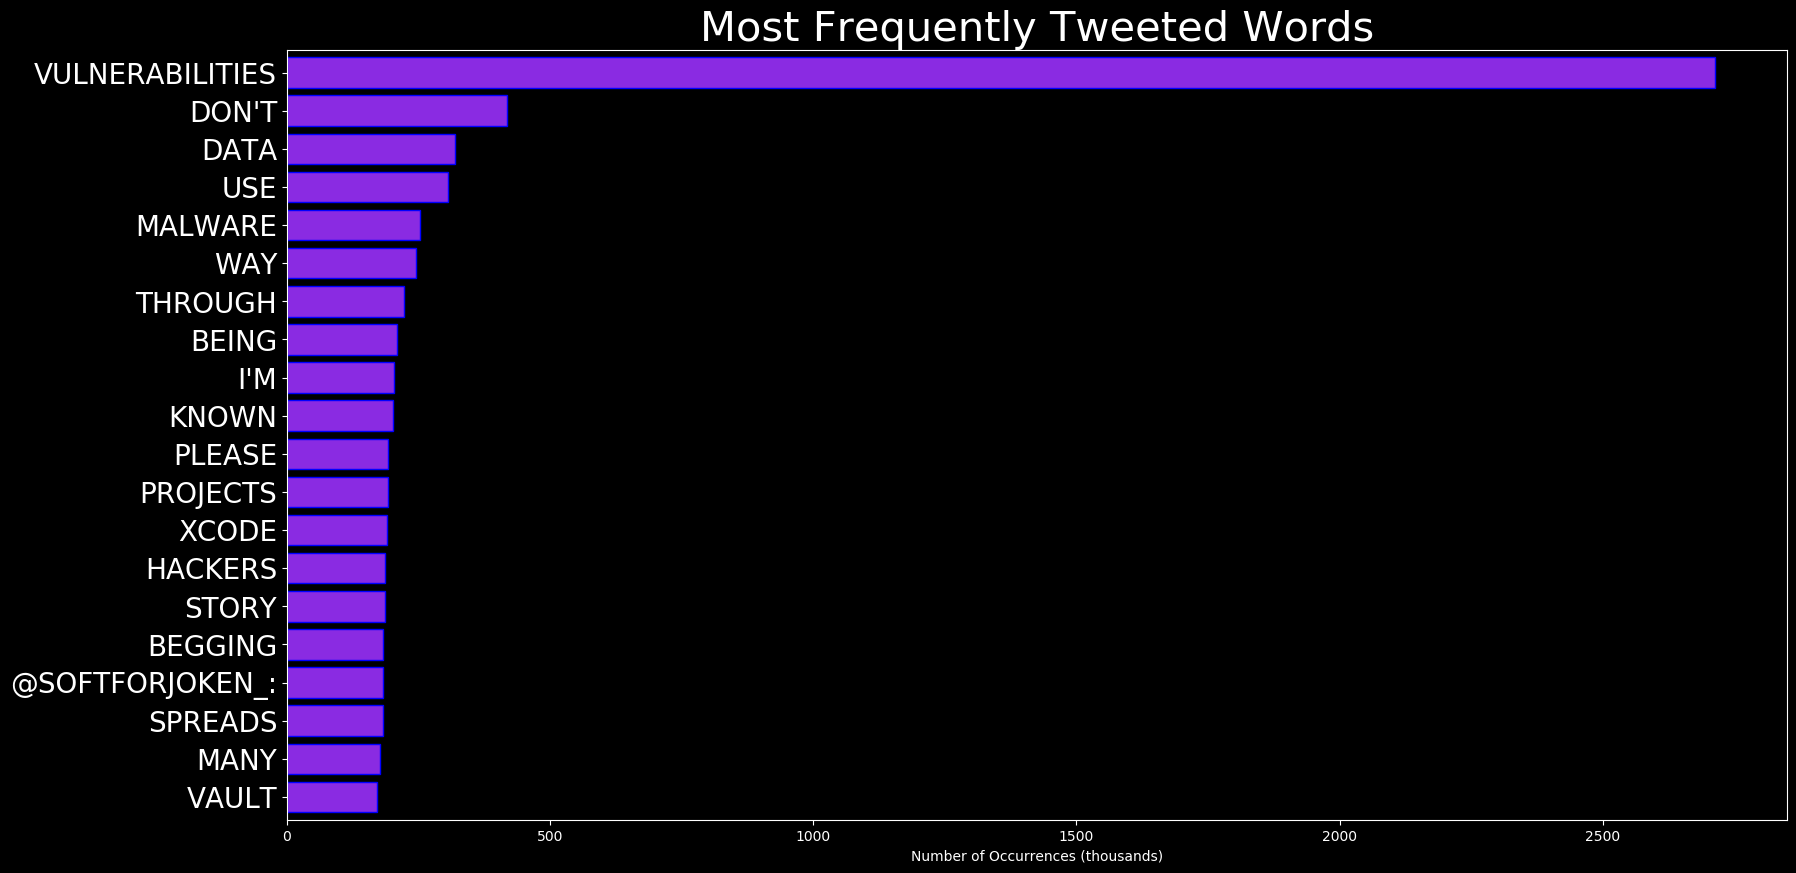 Most Frequently Tweeted Words
VULNERABILITIES
DON'T
DATA
USE
MALWARE
WAY
THROUGH
BEING
I'M
KNOWN
PLEASE
PROJECTS
XCODE
HACKERS
STORY
BEGGING
@SOFTFORJOKEN_:
SPREADS
MANY
VAULT
0 500 1000 1500 2000 2500
Number of Occurrences (thousands)